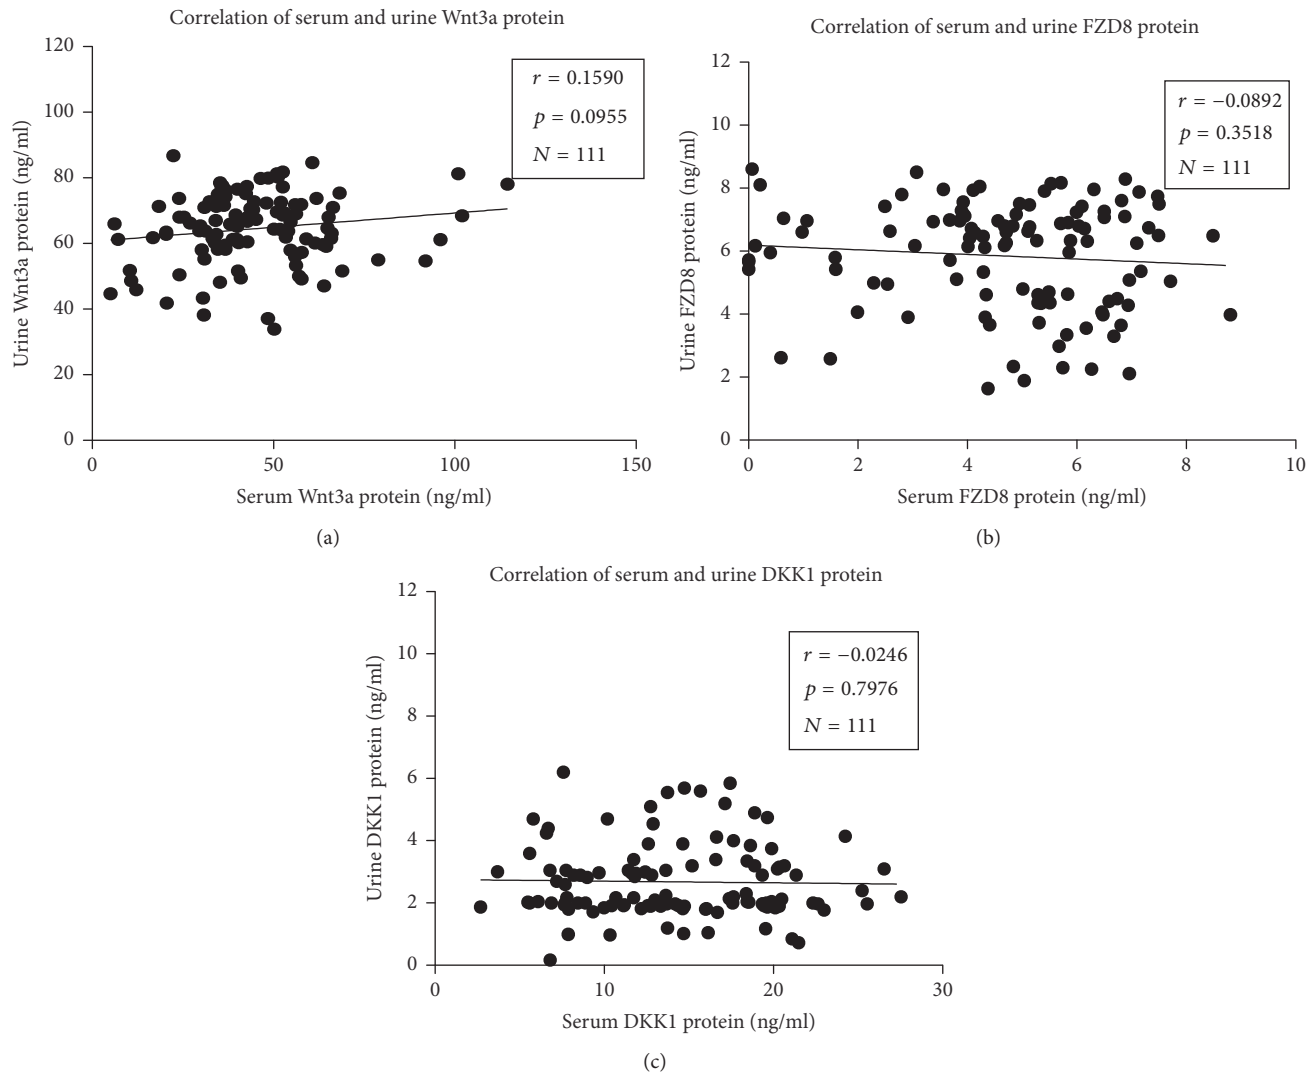 Correlation of serum and urine Wnt3a protein
r = 0.1590
p = 0.0955
N = 111
Urine Wnt3a protein (ng/ml)
120
100
80
60
40
20
0
0 50 100 150
Serum Wnt3a protein (ng/ml)
(a)
Correlation of serum and urine FZD8 protein
r = −0.0892
p = 0.3518
N = 111
Urine FZD8 protein (ng/ml)
12
10
8
6
4
2
0
0 2 4 6 8 10
Serum FZD8 protein (ng/ml)
(b)
Correlation of serum and urine DKK1 protein
r = −0.0246
p = 0.7976
N = 111
Urine DKK1 protein (ng/ml)
12
10
8
6
4
2
0
0 10 20 30
Serum DKK1 protein (ng/ml)
(c)